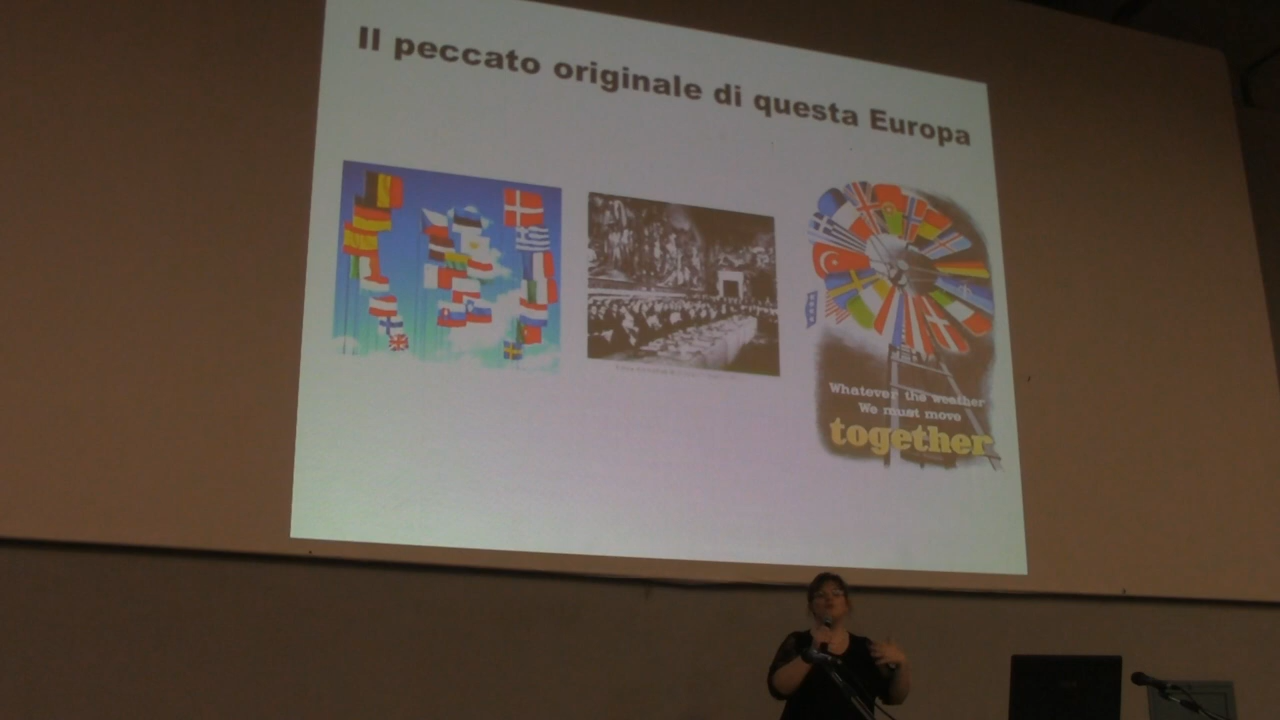 Il peccato originale di questa Europa
Whatever the weather
We must move
together